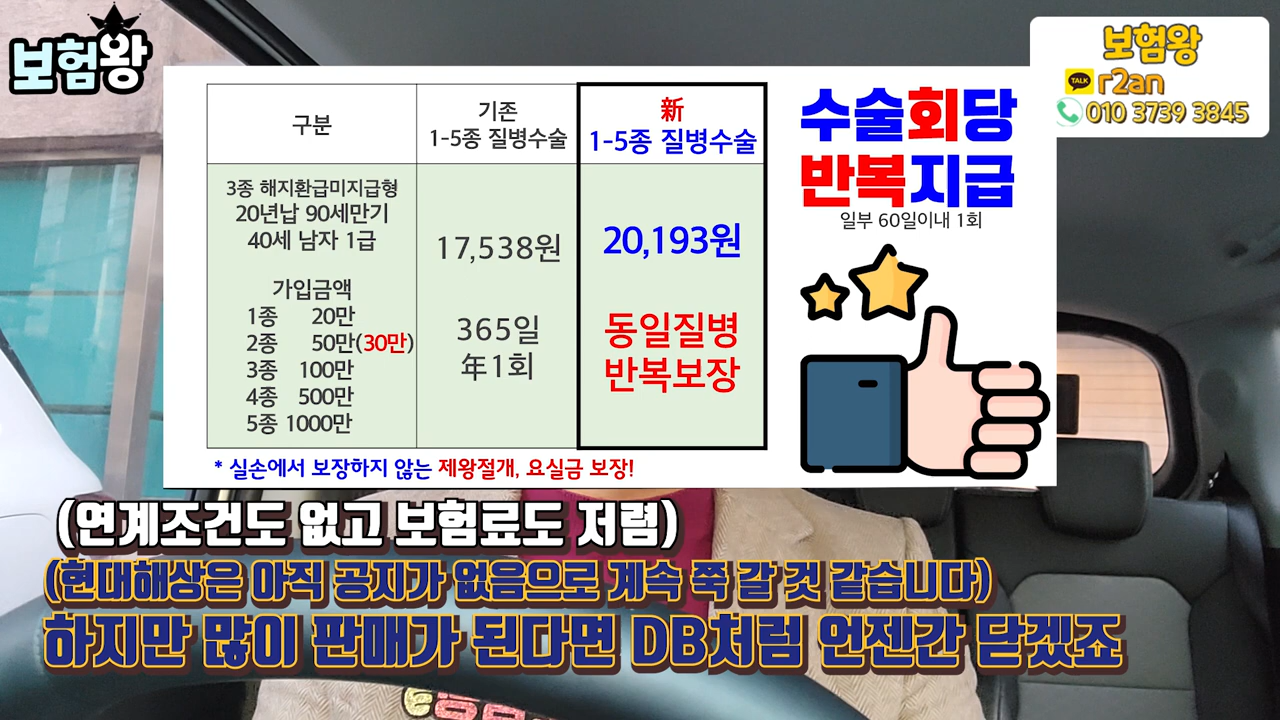 보험왕
보험왕
TALK r2an
010 3739 3845
구분
기존
1-5종 질병수술
新
1-5종 질병수술
3종 해지환급미지급형
20년납 90세만기
40세 남자 1급
가입금액
1종 20만
2종 50만(30만)
3종 100만
4종 500만
5종 1000만
17,538원
365일
年1회
20,193원
동일질병
반복보장
수술회당
반복지급
일부 60일이내 1회
* 실손에서 보장하지 않는 제왕절개, 요실금 보장!
(연계조건도 없고 보험료도 저렴)
(현대해상은 아직 공지가 없음으로 계속 쭉 갈 것 같습니다)
하지만 많이 판매가 된다면 DB처럼 언젠간 닫겠죠